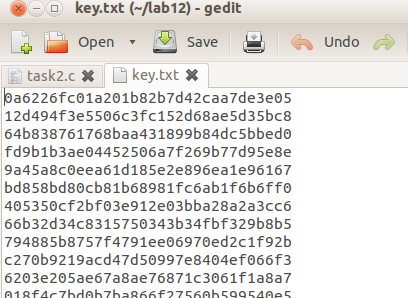 key.txt (~/lab12) - gedit
Open Save Undo
task2.c key.txt
0a6226fc01a201b82b7d42caa7de3e05
12d494f3e5506c3fc152d68ae5d35bc8
64b838761768baa431899b84dc5bbed0
fd9b1b3ae04452506a7f269b77d95e8e
9a45a8c0eea61d185e2e896ea1e96167
bd858bd80cb81b68981fc6ab1f6b6ff0
405350cf2bf03e912e03bba28a2a3cc6
66b32d34c8315750343b34fbf329b8b5
794885b8757f4791ee06970ed2c1f92b
c270b9219acd47d50997e8404ef066f3
6203e205ae67a8ae76871c3061f1a8a7
018f4c7bd0b7ba866f27560b599540e5